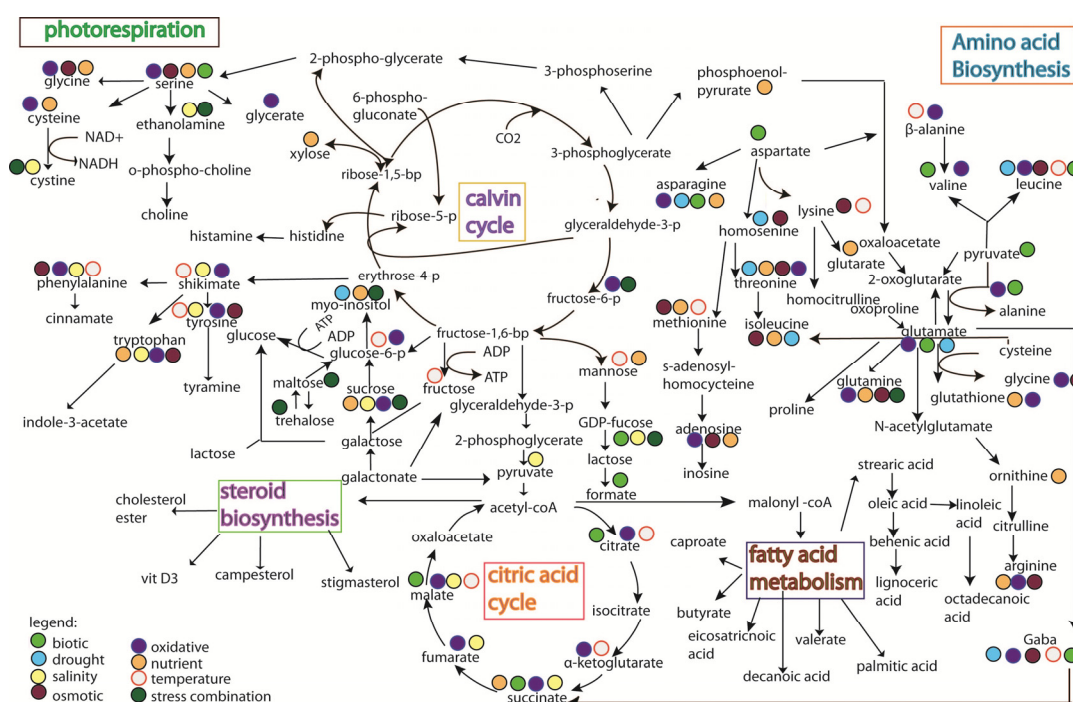 photorespiration
Amino acid
Biosynthesis
glycine
serine
2-phospho-glycerate
3-phosphoserine
phosphoenol-
pyrurate
cysteine
glycerate
6-phospho-
gluconate
NAD+
ethanolamine
CO2
β-alanine
NADH
xylose
3-phosphoglycerate
aspartate
cystine
o-phospho-choline
ribose-1,5-bp
asparagine
valine
leucine
choline
calvin
cycle
ribose-5-p
glyceraldehyde-3-p
homosenine
lysine
histamine
histidine
oxaloacetate
pyruvate
glutarate
phenylalanine
shikimate
erythrose 4 p
threonine
2-oxoglutarate
myo-inositol
fructose-6-p
homocitrulline
oxoproline
alanine
cinnamate
tyrosine
glucose
ATP
ADP
fructose-1,6-bp
methionine
isoleucine
glutamate
tryptophan
glucose-6-p
ADP
cysteine
maltose
ATP
mannose
s-adenosyl-
homocycteine
glutamine
glycine
tyramine
sucrose
fructose
glutathione
indole-3-acetate
trehalose
glyceraldehyde-3-p
proline
GDP-fucose
adenosine
N-acetylglutamate
lactose
galactose
2-phosphoglycerate
lactose
inosine
galactonate
pyruvate
strearic acid
ornithine
steroid
biosynthesis
formate
cholesterol
ester
acetyl-coA
malonyl -coA
oleic acid
linoleic
acid
citrulline
oxaloacetate
citrate
caproate
fatty acid
metabolism
behenic acid
arginine
vit D3
campesterol
stigmasterol
malate
citric acid
cycle
lignoceric
acid
octadecanoic
acid
isocitrate
butyrate
eicosatricnoic
acid
valerate
legend:
biotic
drought
salinity
osmotic
oxidative
nutrient
temperature
stress combination
fumarate
α-ketoglutarate
decanoic acid
palmitic acid
Gaba
succinate